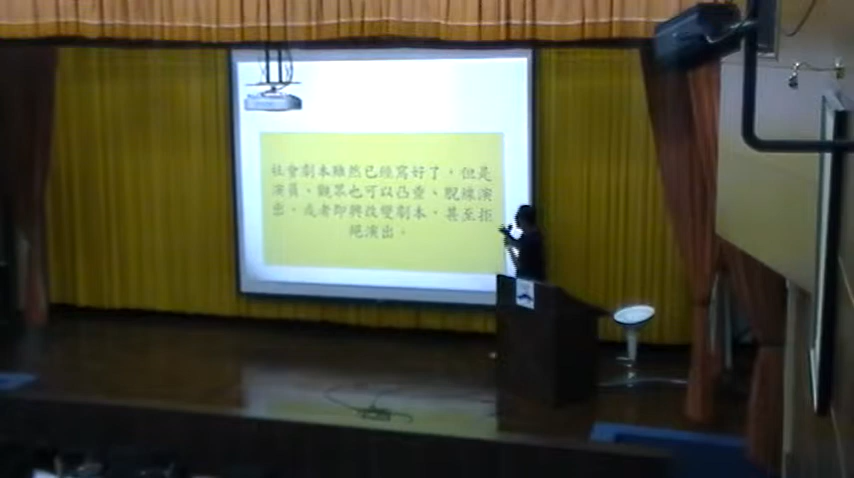 社會劇本雖然已經寫好了，但是
演員、觀眾也可以凸垂、脫線演
出，或者即興改變劇本，甚至拒
絕演出。